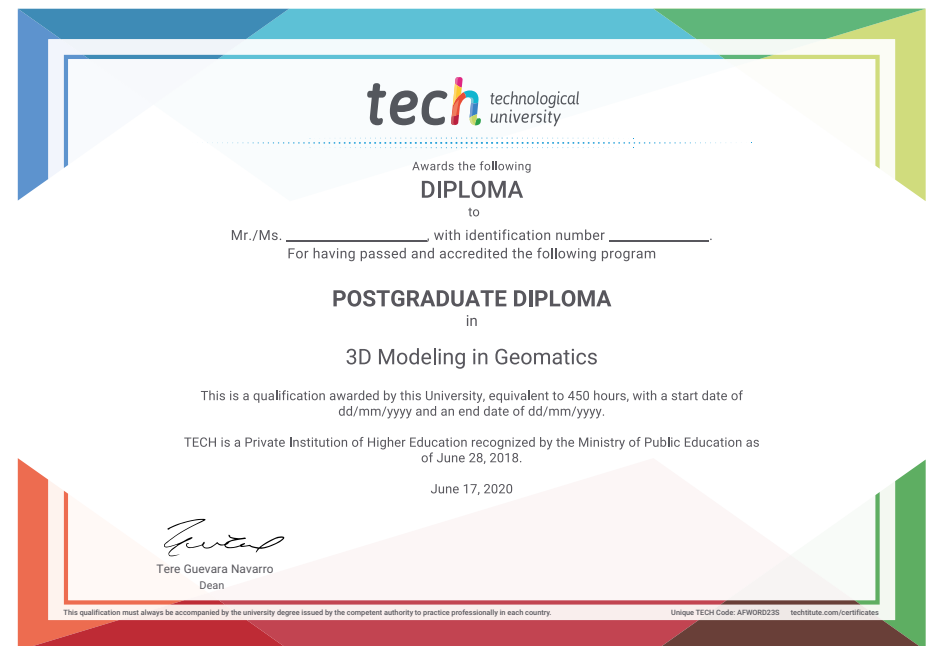 tech technological
university
Awards the following
DIPLOMA
to
Mr./Ms. ____________________, with identification number ______________.
For having passed and accredited the following program
POSTGRADUATE DIPLOMA
in
3D Modeling in Geomatics
This is a qualification awarded by this University, equivalent to 450 hours, with a start date of
dd/mm/yyyy and an end date of dd/mm/yyyy.
TECH is a Private Institution of Higher Education recognized by the Ministry of Public Education as
of June 28, 2018.
June 17, 2020
Tere Guevara Navarro
Dean
This qualification must always be accompanied by the university degree issued by the competent authority to practice professionally in each country. Unique TECH Code: AFWORD23S techtitute.com/certificates